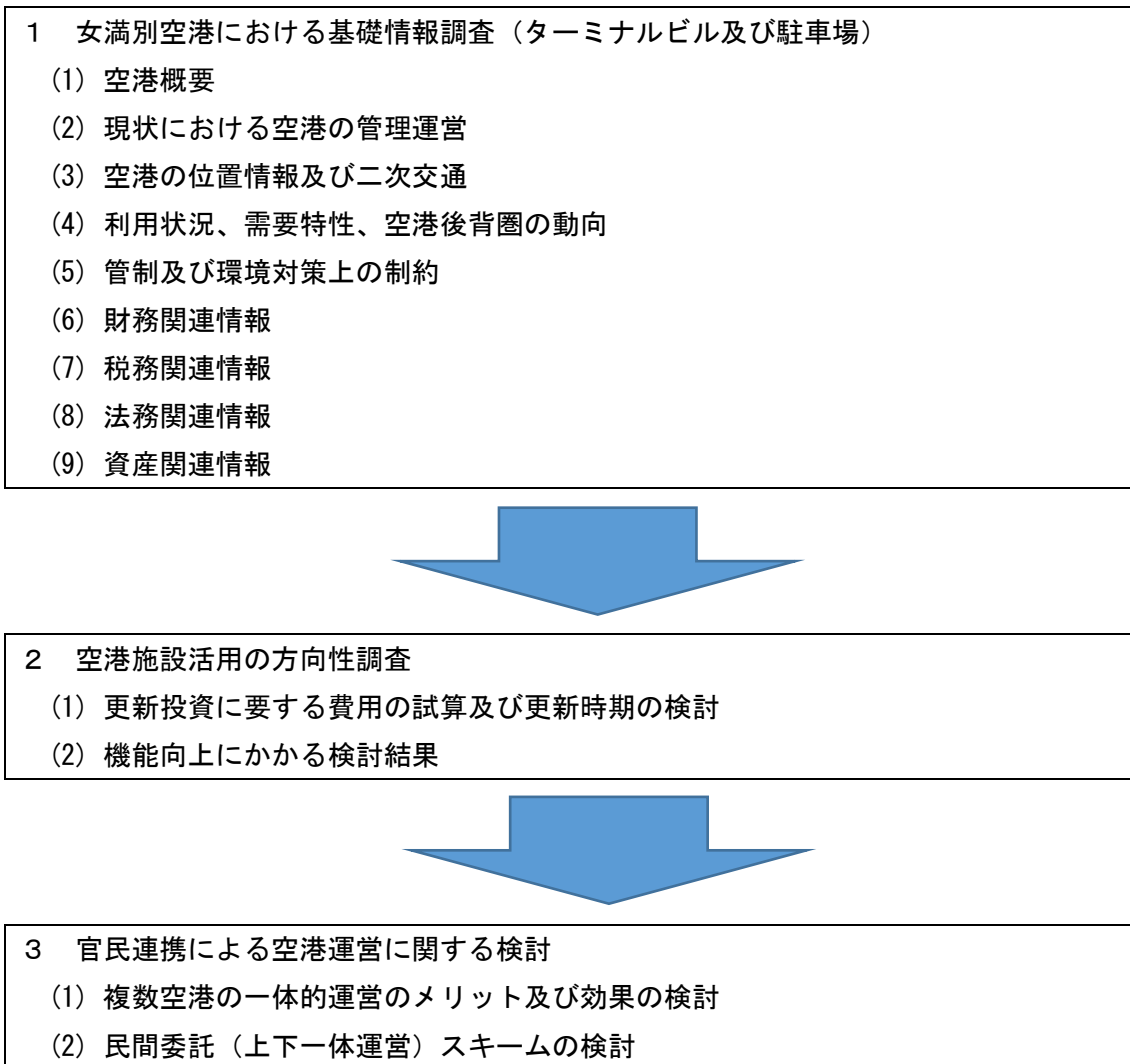 １　女満別空港における基礎情報調査（ターミナルビル及び駐車場）
(1) 空港概要
(2) 現状における空港の管理運営
(3) 空港の位置情報及び二次交通
(4) 利用状況、需要特性、空港後背圏の動向
(5) 管制及び環境対策上の制約
(6) 財務関連情報
(7) 税務関連情報
(8) 法務関連情報
(9) 資産関連情報
２　空港施設活用の方向性調査
(1) 更新投資に要する費用の試算及び更新時期の検討
(2) 機能向上にかかる検討結果
３　官民連携による空港運営に関する検討
(1) 複数空港の一体的運営のメリット及び効果の検討
(2) 民間委託（上下一体運営）スキームの検討